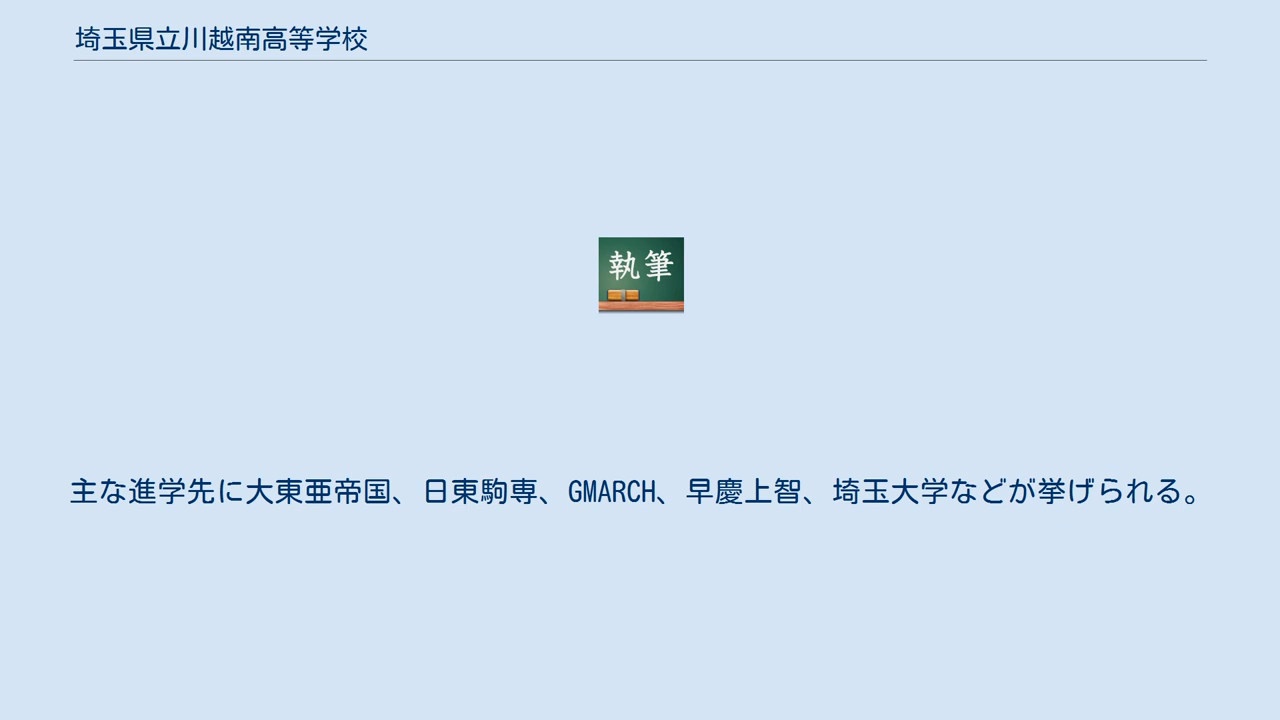 埼玉県立川越南高等学校
執筆
主な進学先に大東亜帝国、日東駒専、GMARCH、早慶上智、埼玉大学などが挙げられる。